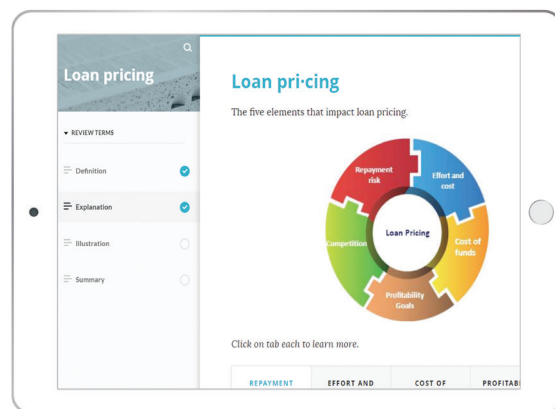 Loan pricing
REVIEW TERMS
Definition
Explanation
Illustration
Summary
Loan pri·cing
The five elements that impact loan pricing.
Repayment
risk
Effort and
cost
Competition
Loan Pricing
Cost of
funds
Profitability
Goals
Click on tab each to learn more.
REPAYMENT
EFFORT AND
COST OF
PROFITABI